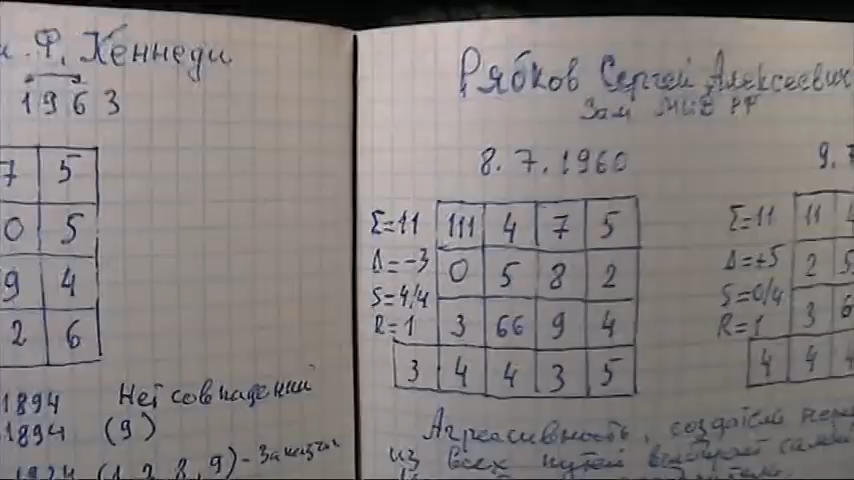 Ф. Кеннеди
1963
7 5
0 5
9 4
2 6
1894 Нет совпадений
1894 (9)
Рябков Сергей Алексеевич
Зам МИД РФ
8.7.1960
Σ=11 111 4 7 5
Δ=-3 0 5 8 2
S=4/4 3 66 9 4
R=1
3 4 4 3 5
9.7
Σ=11 11
Δ=+5 2 5
S=0/4 3 6
R=1
4 4
Агрессивность, создатели
из всех путей выбирает самый